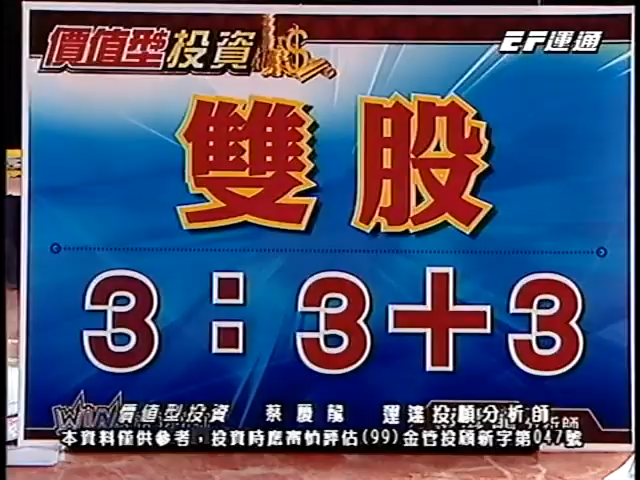 價值型投資 $
EF運通
雙股
3：3＋3
WIN 價值型投資 蔡慶龍 運達投顧分析師
本資料僅供參考，投資時應審慎評估(99)金管投顧新字第047號